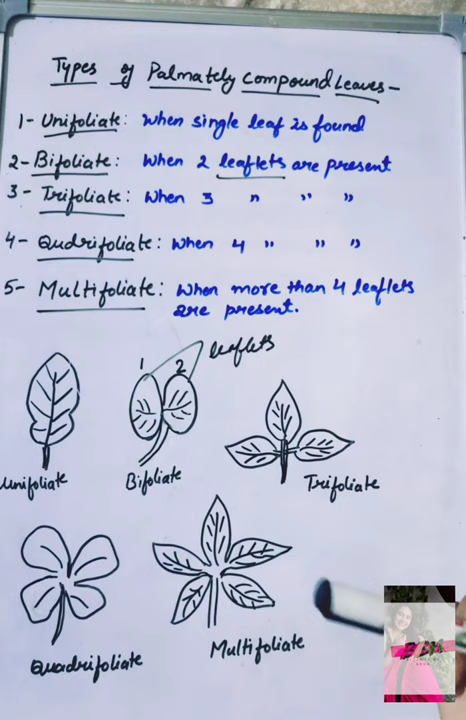 Types of Palmately Compound Leaves-
1- Unifoliate: When single leaf is found
2- Bifoliate: When 2 leaflets are present
3- Trifoliate: When 3 " " "
4- Quadrifoliate: When 4 " " "
5- Multifoliate: When more than 4 leaflets
are present.
1 2 leaflets
Unifoliate
Bifoliate
Trifoliate
Quadrifoliate
Multifoliate